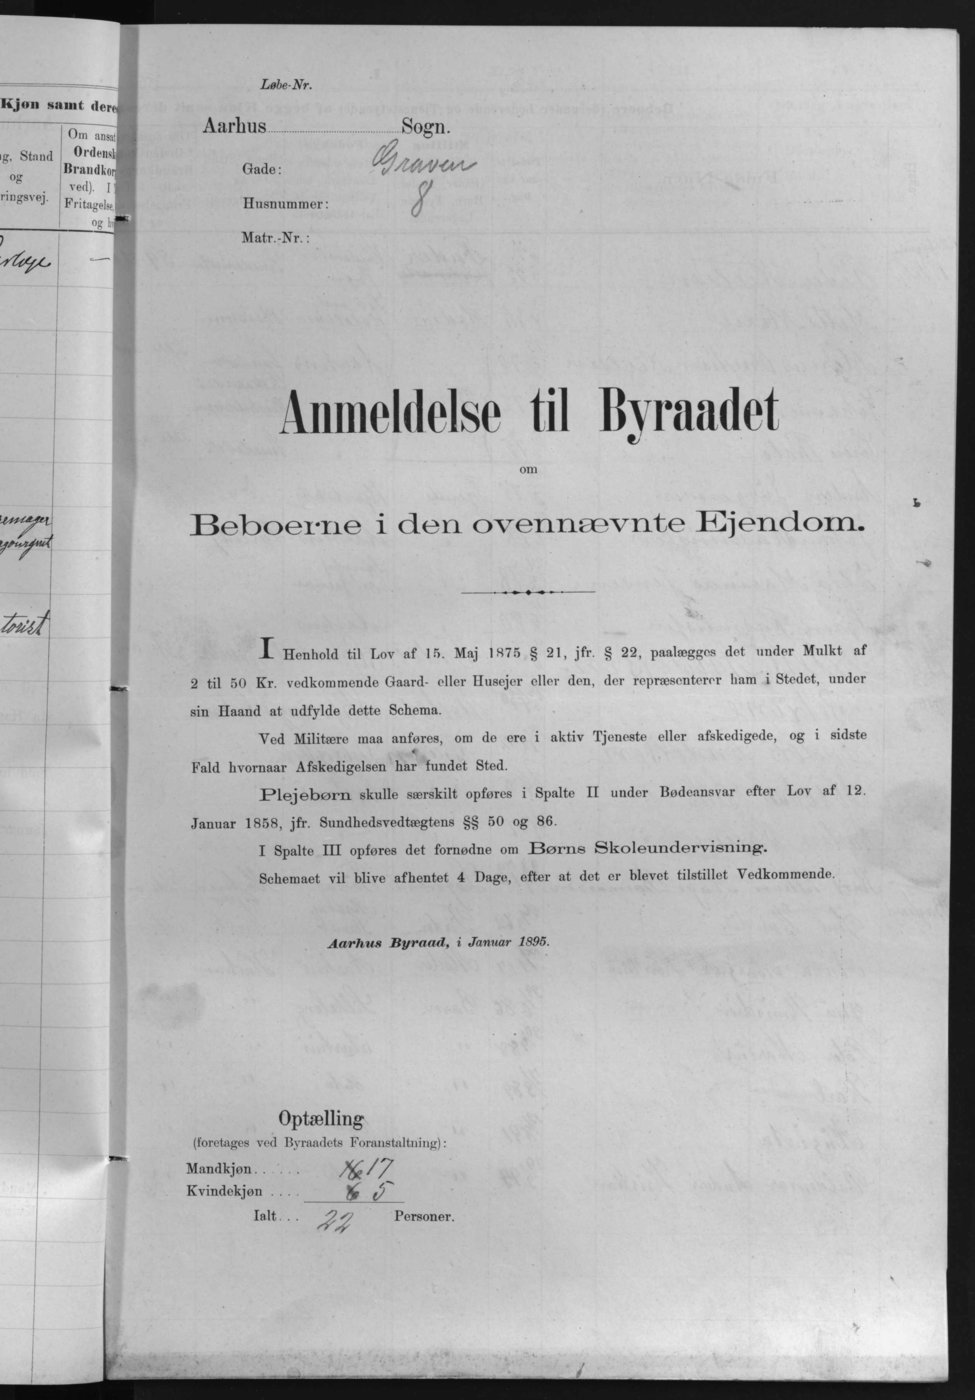 Kjøn samt dere
Om ansat
g, Stand
Ordensk
og
Brandkor
ringsvej.
ved). I
Fritagelse,
og h
Løbe-Nr.
Aarhus Sogn.
Gade: Graven
Husnummer: 8
Matr.-Nr.:
Anmeldelse til Byraadet
om
Beboerne i den ovennævnte Ejendom.
I Henhold til Lov af 15. Maj 1875 § 21, jfr. § 22, paalægges det under Mulkt af
2 til 50 Kr. vedkommende Gaard- eller Husejer eller den, der repræsenterer ham i Stedet, under
sin Haand at udfylde dette Schema.
Ved Militære maa anføres, om de ere i aktiv Tjeneste eller afskedigede, og i sidste
Fald hvornaar Afskedigelsen har fundet Sted.
Plejebørn skulle særskilt opføres i Spalte II under Bødeansvar efter Lov af 12.
Januar 1858, jfr. Sundhedsvedtægtens §§ 50 og 86.
I Spalte III opføres det fornødne om Børns Skoleundervisning.
Schemaet vil blive afhentet 4 Dage, efter at det er blevet tilstillet Vedkommende.
Aarhus Byraad, i Januar 1895.
Optælling
(foretages ved Byraadets Foranstaltning):
Mandkjøn..... 16 17
Kvindekjøn.... 6 5
Ialt... 22 Personer.